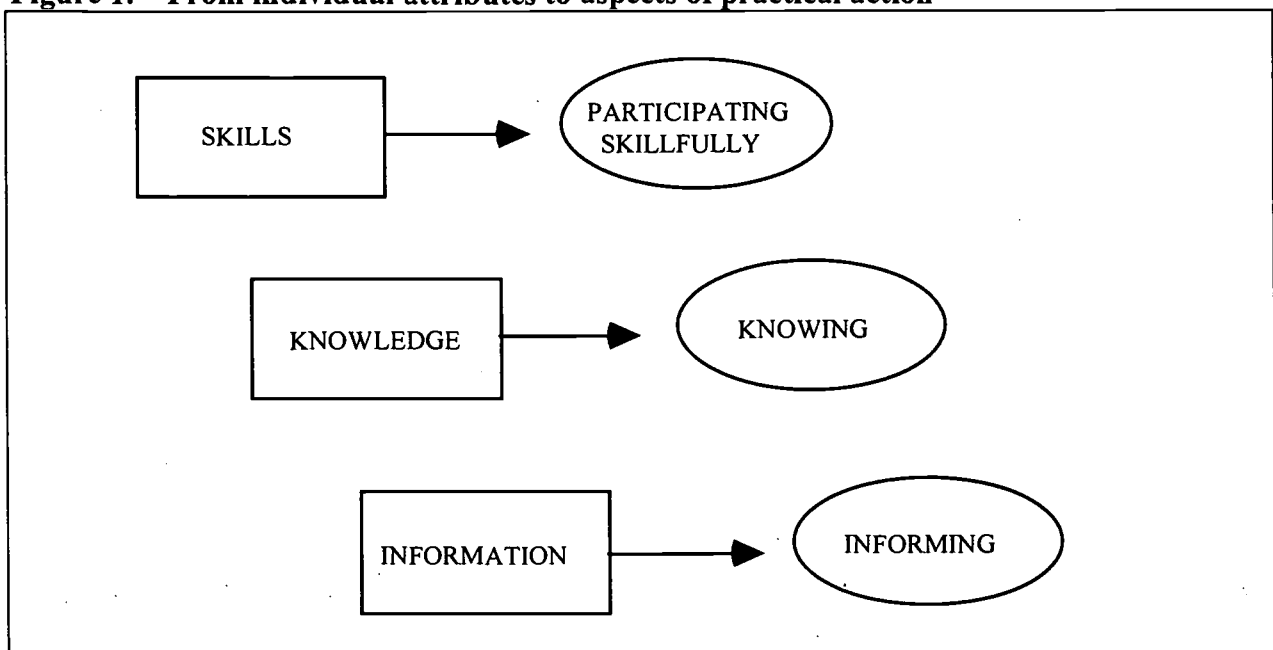 Figure 1. From individual attributes to aspects of practical action
SKILLS
PARTICIPATING
SKILLFULLY
KNOWLEDGE
KNOWING
INFORMATION
INFORMING